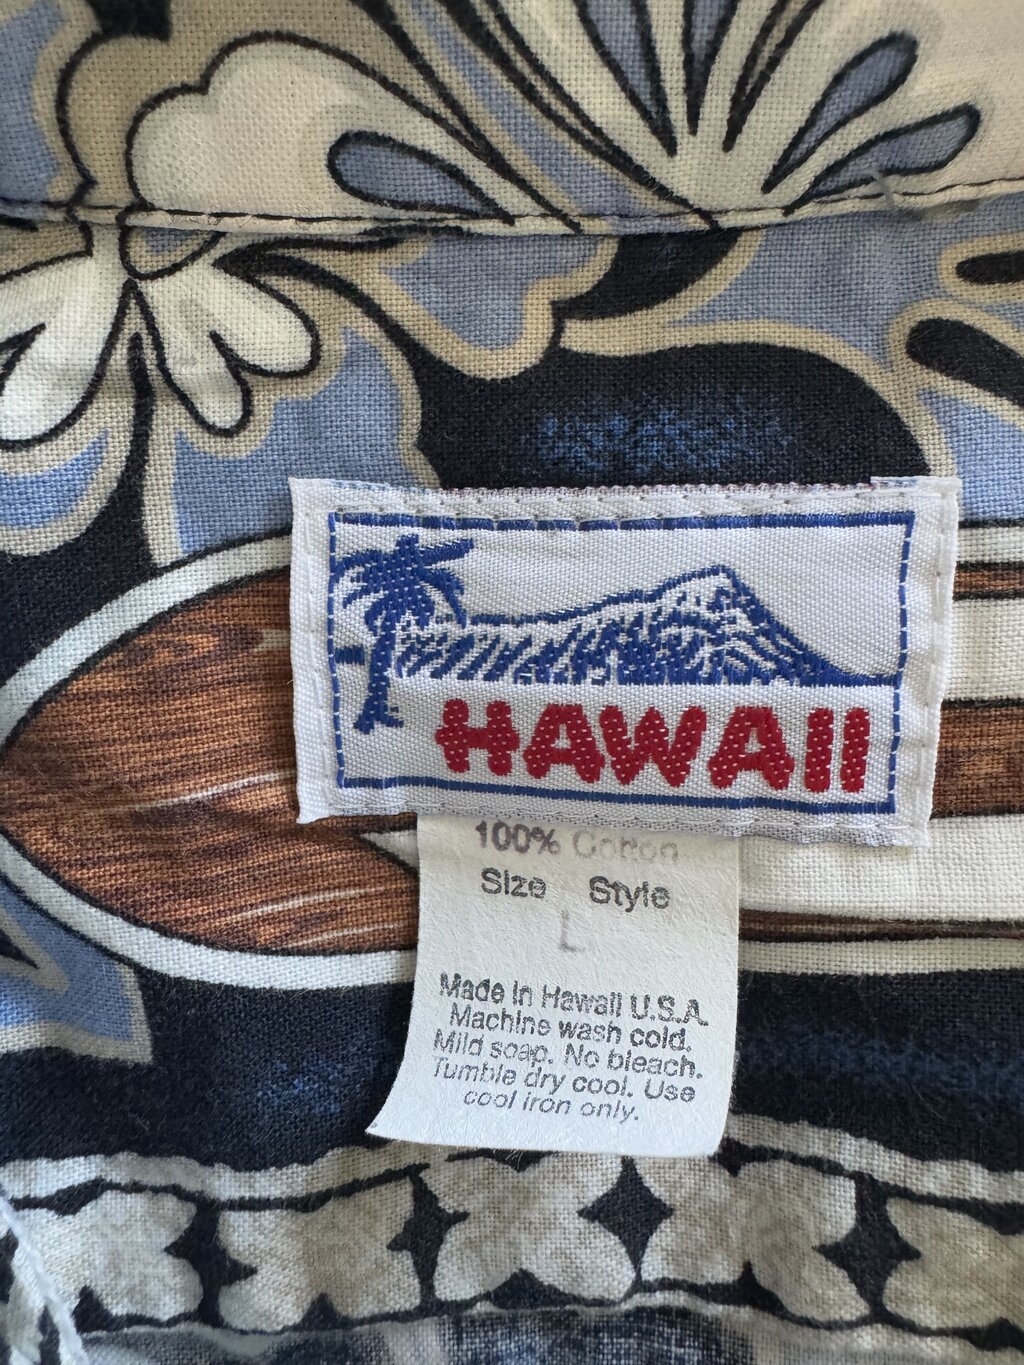 HAWAII
100% Cotton
Size Style
L
Made in Hawaii U.S.A.
Machine wash cold.
Mild soap. No bleach.
Tumble dry cool. Use
cool iron only.